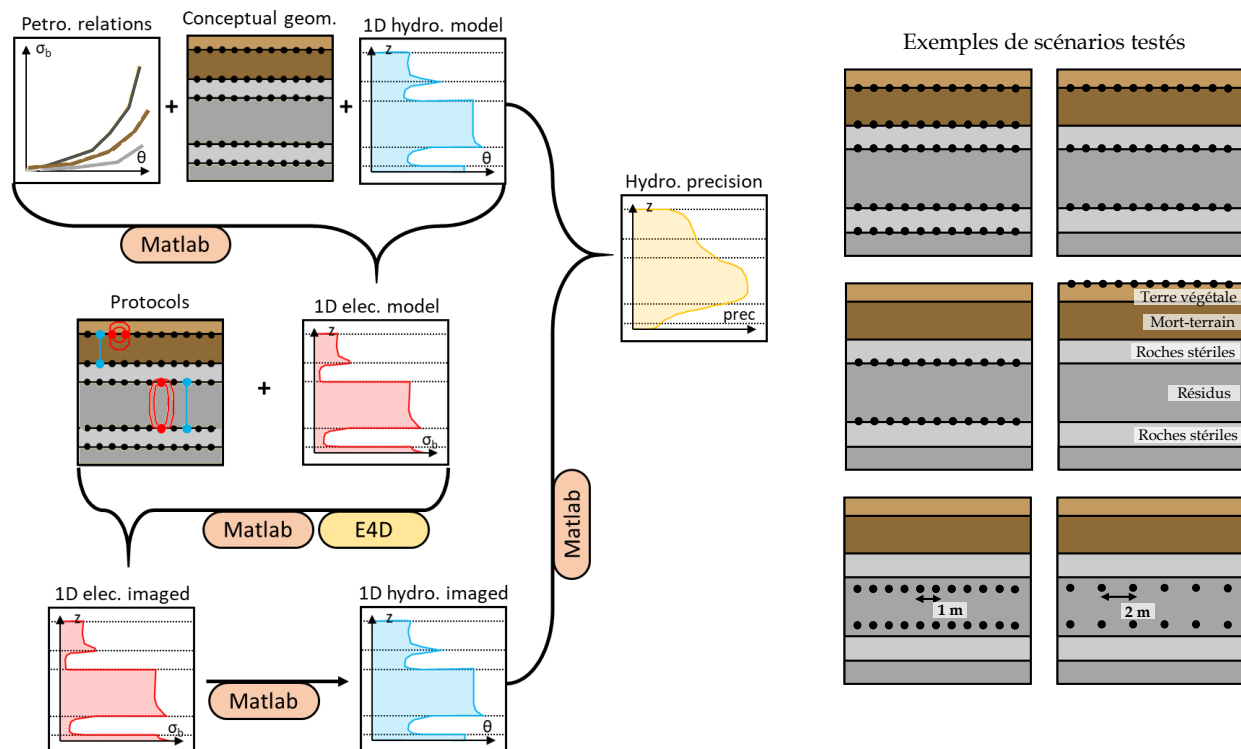 Petro. relations
Conceptual geom.
1D hydro. model
σb
θ
+
+
z
θ
Matlab
Protocols
1D elec. model
+
z
σb
Matlab
E4D
1D elec. imaged
1D hydro. imaged
z
σb
Matlab
z
θ
Matlab
Hydro. precision
z
prec
Exemples de scénarios testés
Terre végétale
Mort-terrain
Roches stériles
Résidus
Roches stériles
1 m
2 m